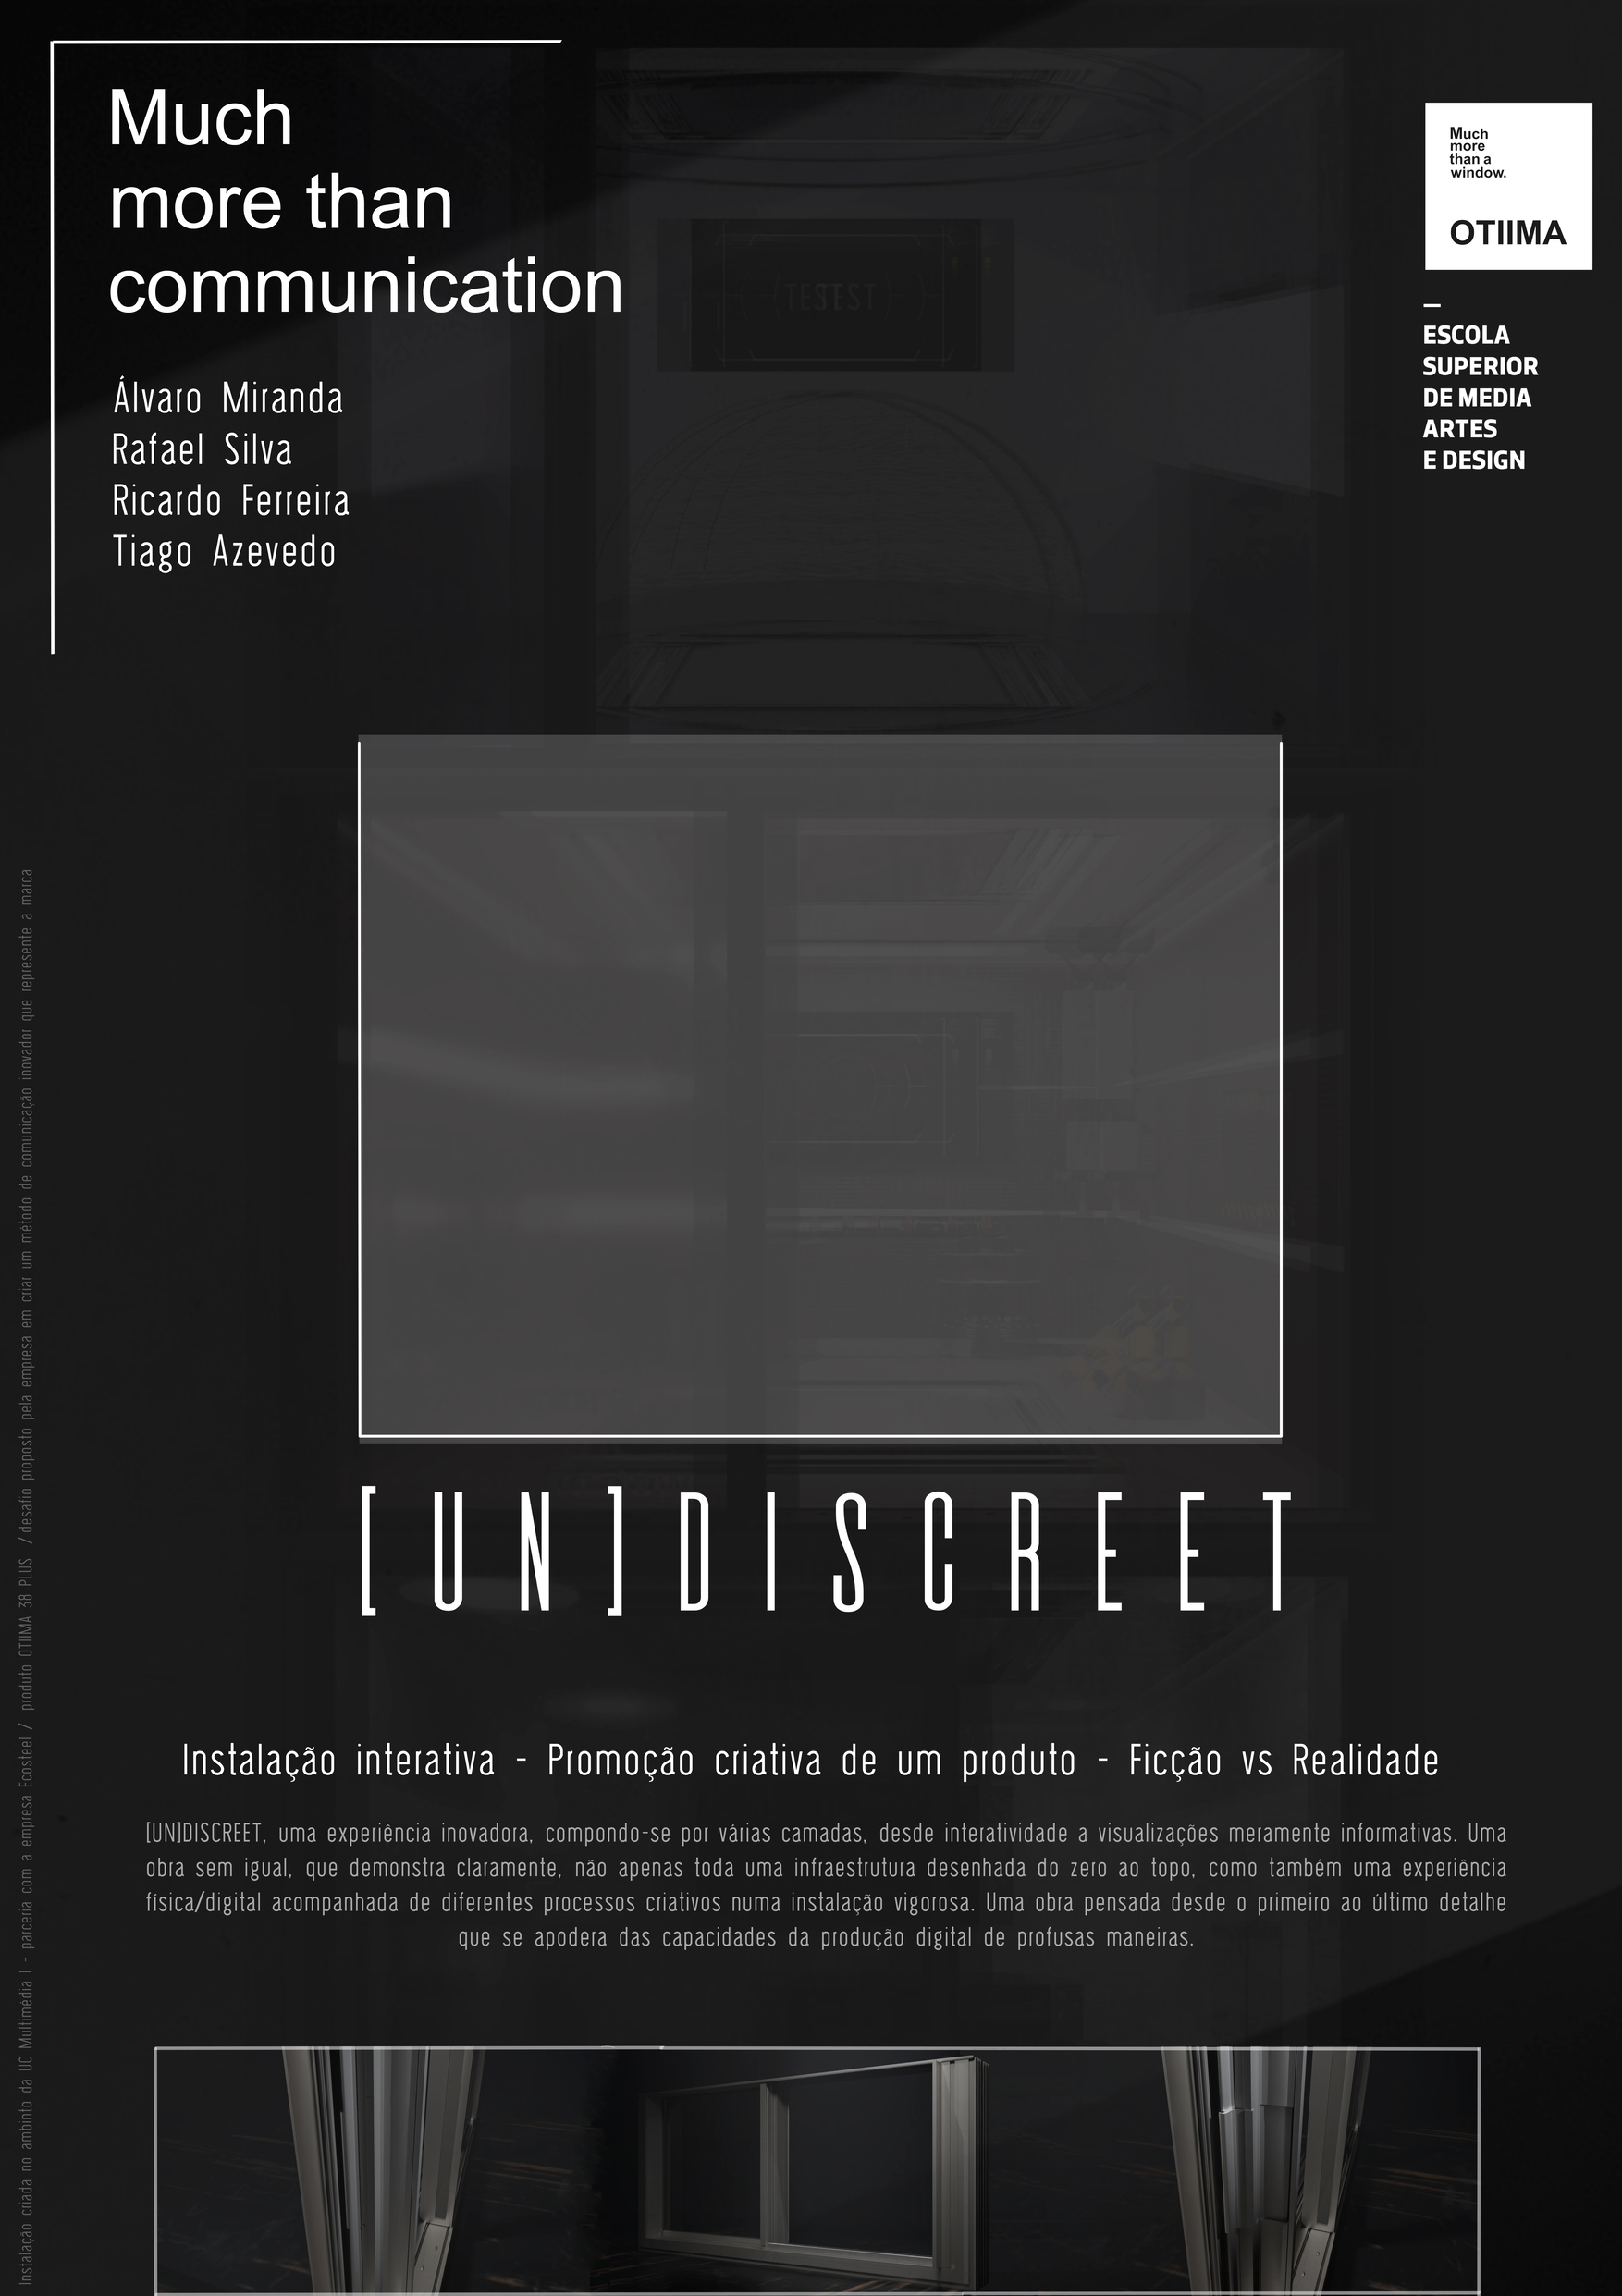 Much
more than
communication
Álvaro Miranda
Rafael Silva
Ricardo Ferreira
Tiago Azevedo
Much
more
than a
window.
OTIIMA
ESCOLA
SUPERIOR
DE MEDIA
ARTES
E DESIGN
[UN]DISCREET
Instalação interativa - Promoção criativa de um produto - Ficção vs Realidade
[UN]DISCREET, uma experiência inovadora, compondo-se por várias camadas, desde interatividade a visualizações meramente informativas. Uma
obra sem igual, que demonstra claramente, não apenas toda uma infraestrutura desenhada do zero ao topo, como também uma experiência
física/digital acompanhada de diferentes processos criativos numa instalação vigorosa. Uma obra pensada desde o primeiro ao último detalhe
que se apodera das capacidades da produção digital de profusas maneiras.
Instalação criada no ambinto da UC Multimédia I - parceria com a empresa Ecosteel / produto OTIIMA 38 PLUS / desafio proposto pela empresa em criar um método de comunicação inovador que represente a marca